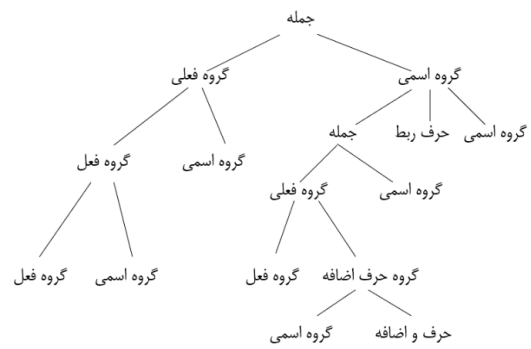 جمله
گروه اسمی گروه فعلی
گروه اسمی حرف ربط جمله گروه اسمی گروه فعل
گروه اسمی گروه فعلی
گروه حرف اضافه گروه فعل گروه اسمی گروه فعل
حرف و اضافه گروه اسمی